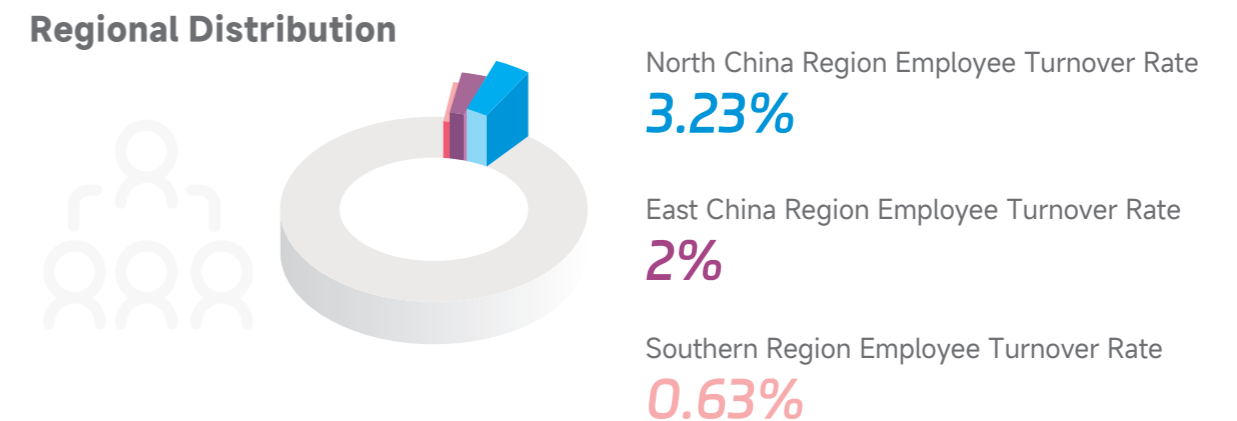 Regional Distribution
North China Region Employee Turnover Rate
3.23%
East China Region Employee Turnover Rate
2%
Southern Region Employee Turnover Rate
0.63%